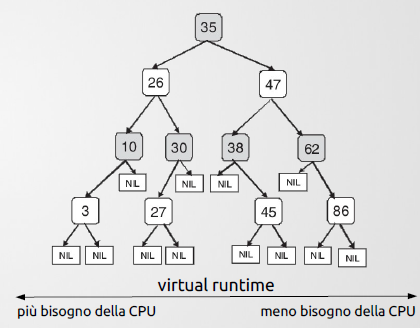 35
26 47
10 30 38 62
NIL NIL NIL NIL
3 27 45 86
NIL NIL NIL NIL NIL NIL NIL NIL
virtual runtime
più bisogno della CPU meno bisogno della CPU